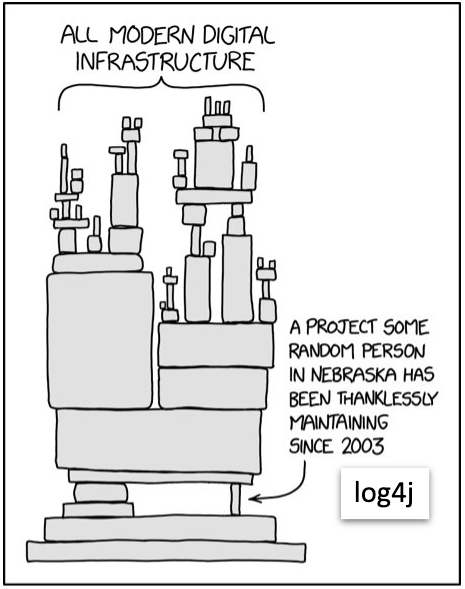 ALL MODERN DIGITAL
INFRASTRUCTURE
A PROJECT SOME
RANDOM PERSON
IN NEBRASKA HAS
BEEN THANKLESSLY
MAINTAINING
SINCE 2003
log4j